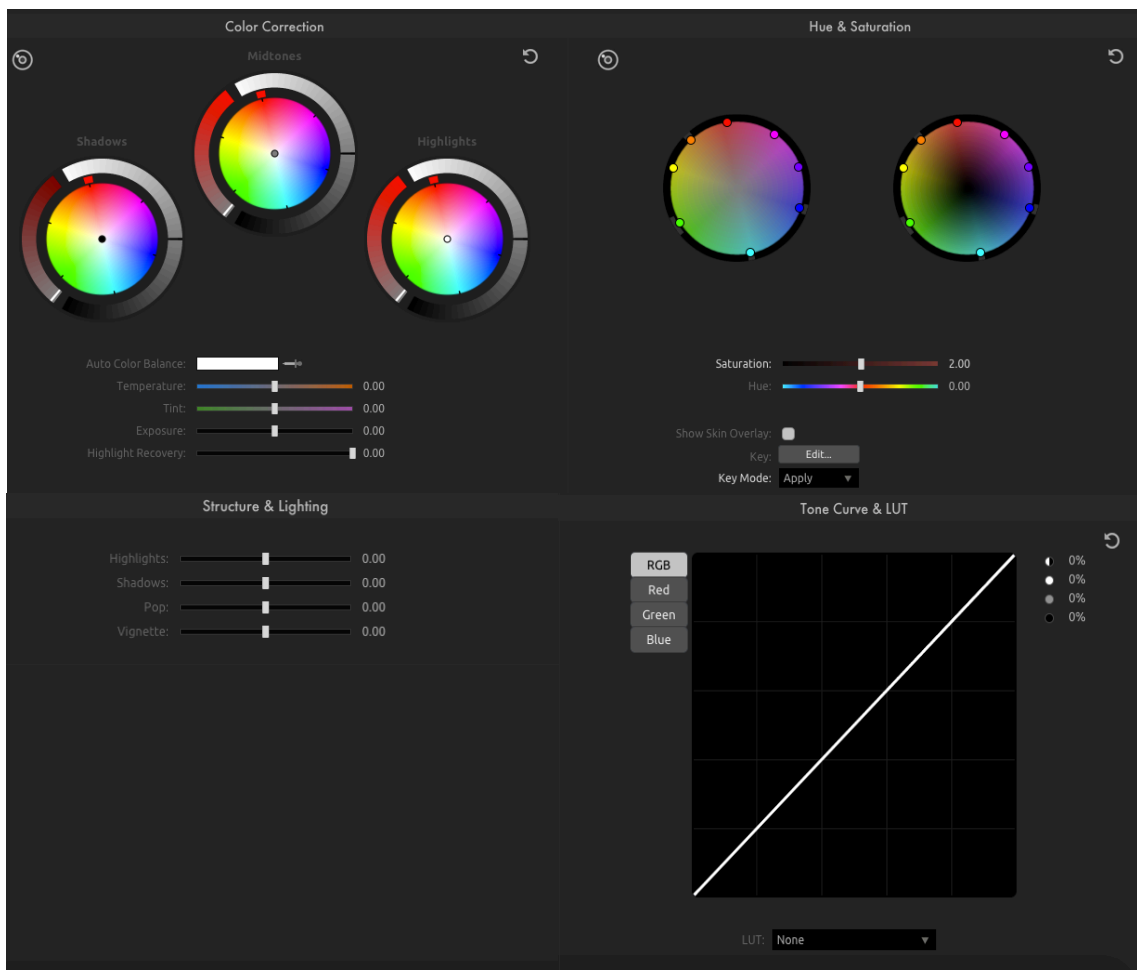 Color Correction
Midtones
Shadows
Highlights
Auto Color Balance:
Temperature: 0.00
Tint: 0.00
Exposure: 0.00
Highlight Recovery: 0.00
Hue & Saturation
Saturation: 2.00
Hue: 0.00
Show Skin Overlay:
Key: Edit...
Key Mode: Apply
Structure & Lighting
Highlights: 0.00
Shadows: 0.00
Pop: 0.00
Vignette: 0.00
Tone Curve & LUT
RGB
Red
Green
Blue
0%
0%
0%
0%
LUT: None